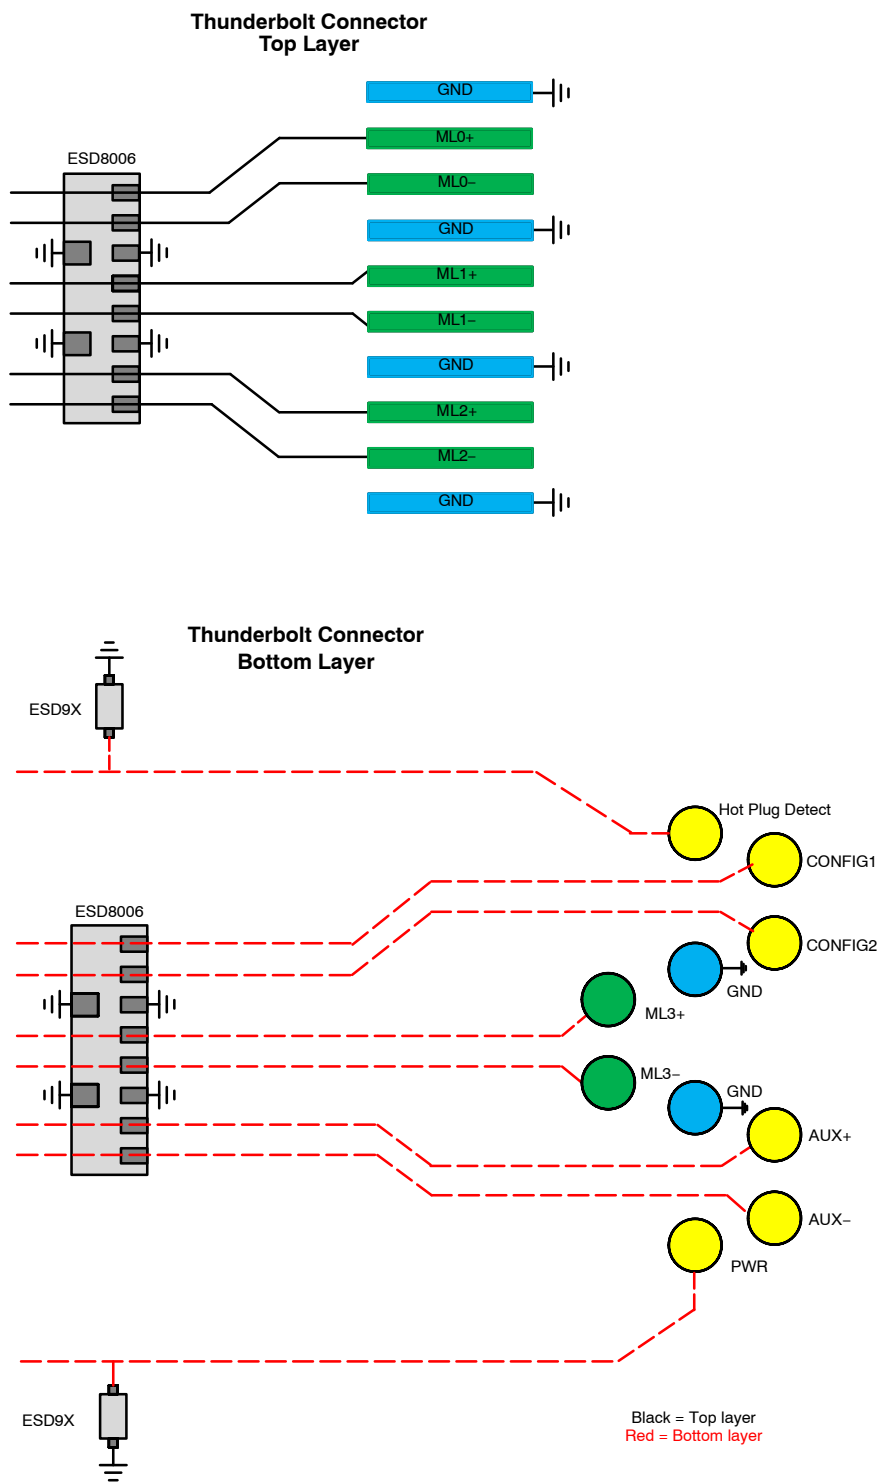 Thunderbolt Connector
Top Layer
GND
ML0+
ESD8006
ML0−
GND
ML1+
ML1−
GND
ML2+
ML2−
GND
Thunderbolt Connector
Bottom Layer
ESD9X
Hot Plug Detect
CONFIG1
ESD8006
CONFIG2
GND
ML3+
ML3−
GND
AUX+
AUX−
PWR
ESD9X
Black = Top layer
Red = Bottom layer